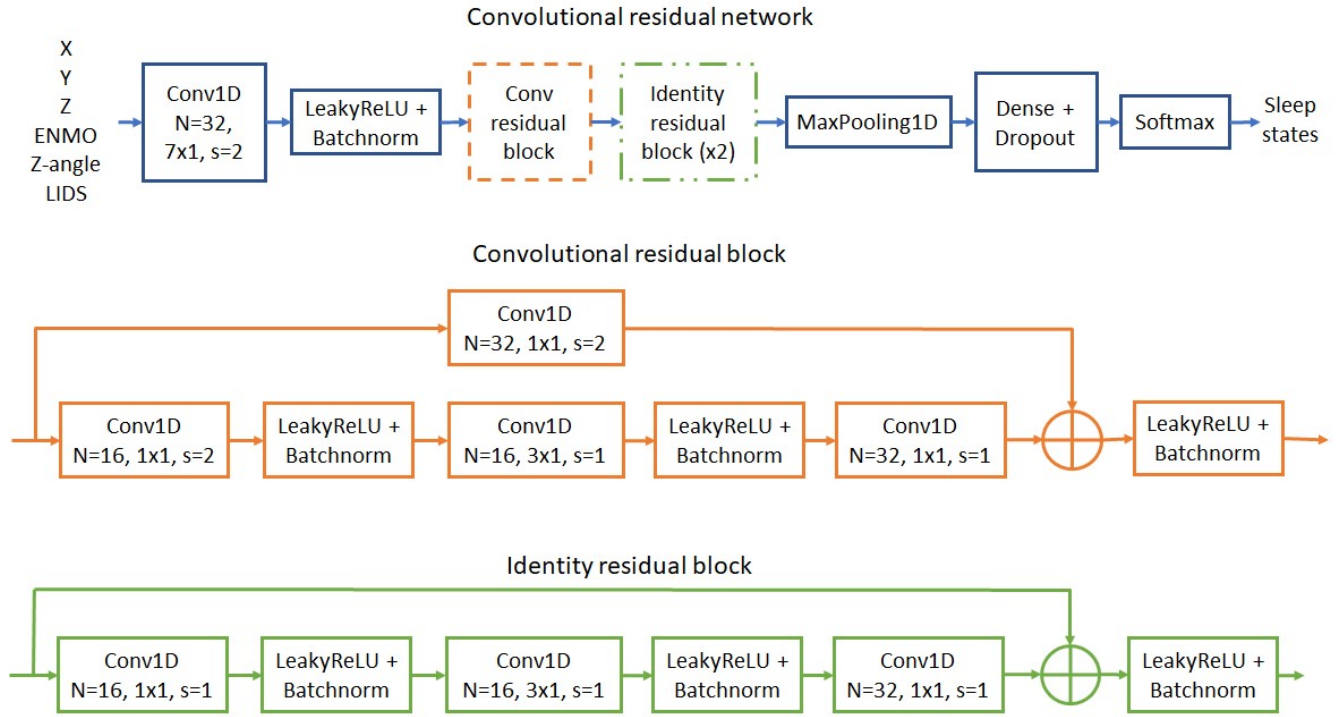 Convolutional residual network
X
Y
Z
ENMO
Z-angle
LIDS
Conv1D
N=32,
7x1, s=2
LeakyReLU +
Batchnorm
Conv
residual
block
Identity
residual
block (x2)
MaxPooling1D
Dense +
Dropout
Softmax
Sleep
states
Convolutional residual block
Conv1D
N=32, 1x1, s=2
Conv1D
N=16, 1x1, s=2
LeakyReLU +
Batchnorm
Conv1D
N=16, 3x1, s=1
LeakyReLU +
Batchnorm
Conv1D
N=32, 1x1, s=1
LeakyReLU +
Batchnorm
Identity residual block
Conv1D
N=16, 1x1, s=1
LeakyReLU +
Batchnorm
Conv1D
N=16, 3x1, s=1
LeakyReLU +
Batchnorm
Conv1D
N=32, 1x1, s=1
LeakyReLU +
Batchnorm